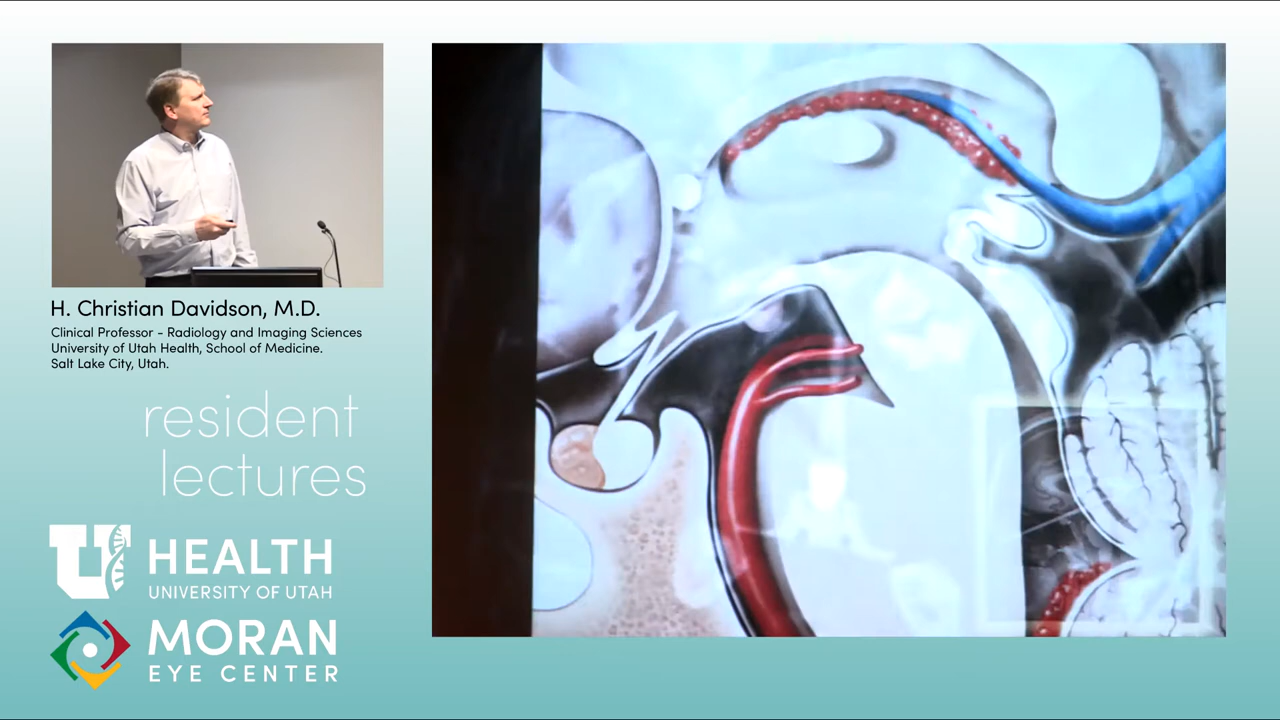 H. Christian Davidson, M.D.
Clinical Professor - Radiology and Imaging Sciences
University of Utah Health, School of Medicine.
Salt Lake City, Utah.
resident
lectures
U HEALTH
UNIVERSITY OF UTAH
MORAN
EYE CENTER